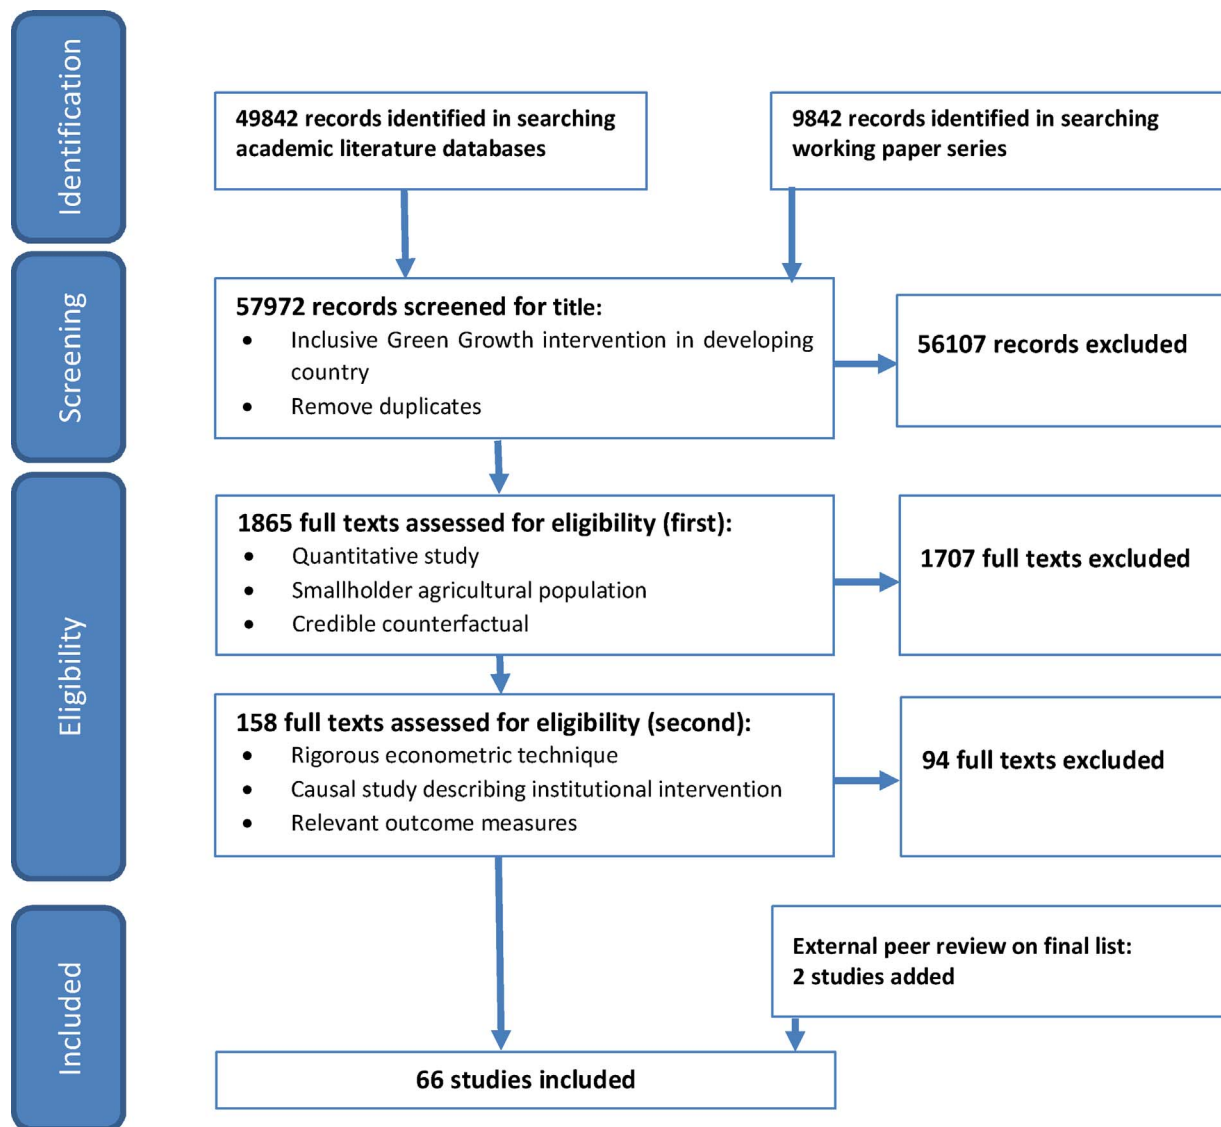 Identification
49842 records identified in searching
academic literature databases
9842 records identified in searching
working paper series
Screening
57972 records screened for title:
• Inclusive Green Growth intervention in developing
country
• Remove duplicates
56107 records excluded
Eligibility
1865 full texts assessed for eligibility (first):
• Quantitative study
• Smallholder agricultural population
• Credible counterfactual
1707 full texts excluded
158 full texts assessed for eligibility (second):
• Rigorous econometric technique
• Causal study describing institutional intervention
• Relevant outcome measures
94 full texts excluded
Included
External peer review on final list:
2 studies added
66 studies included